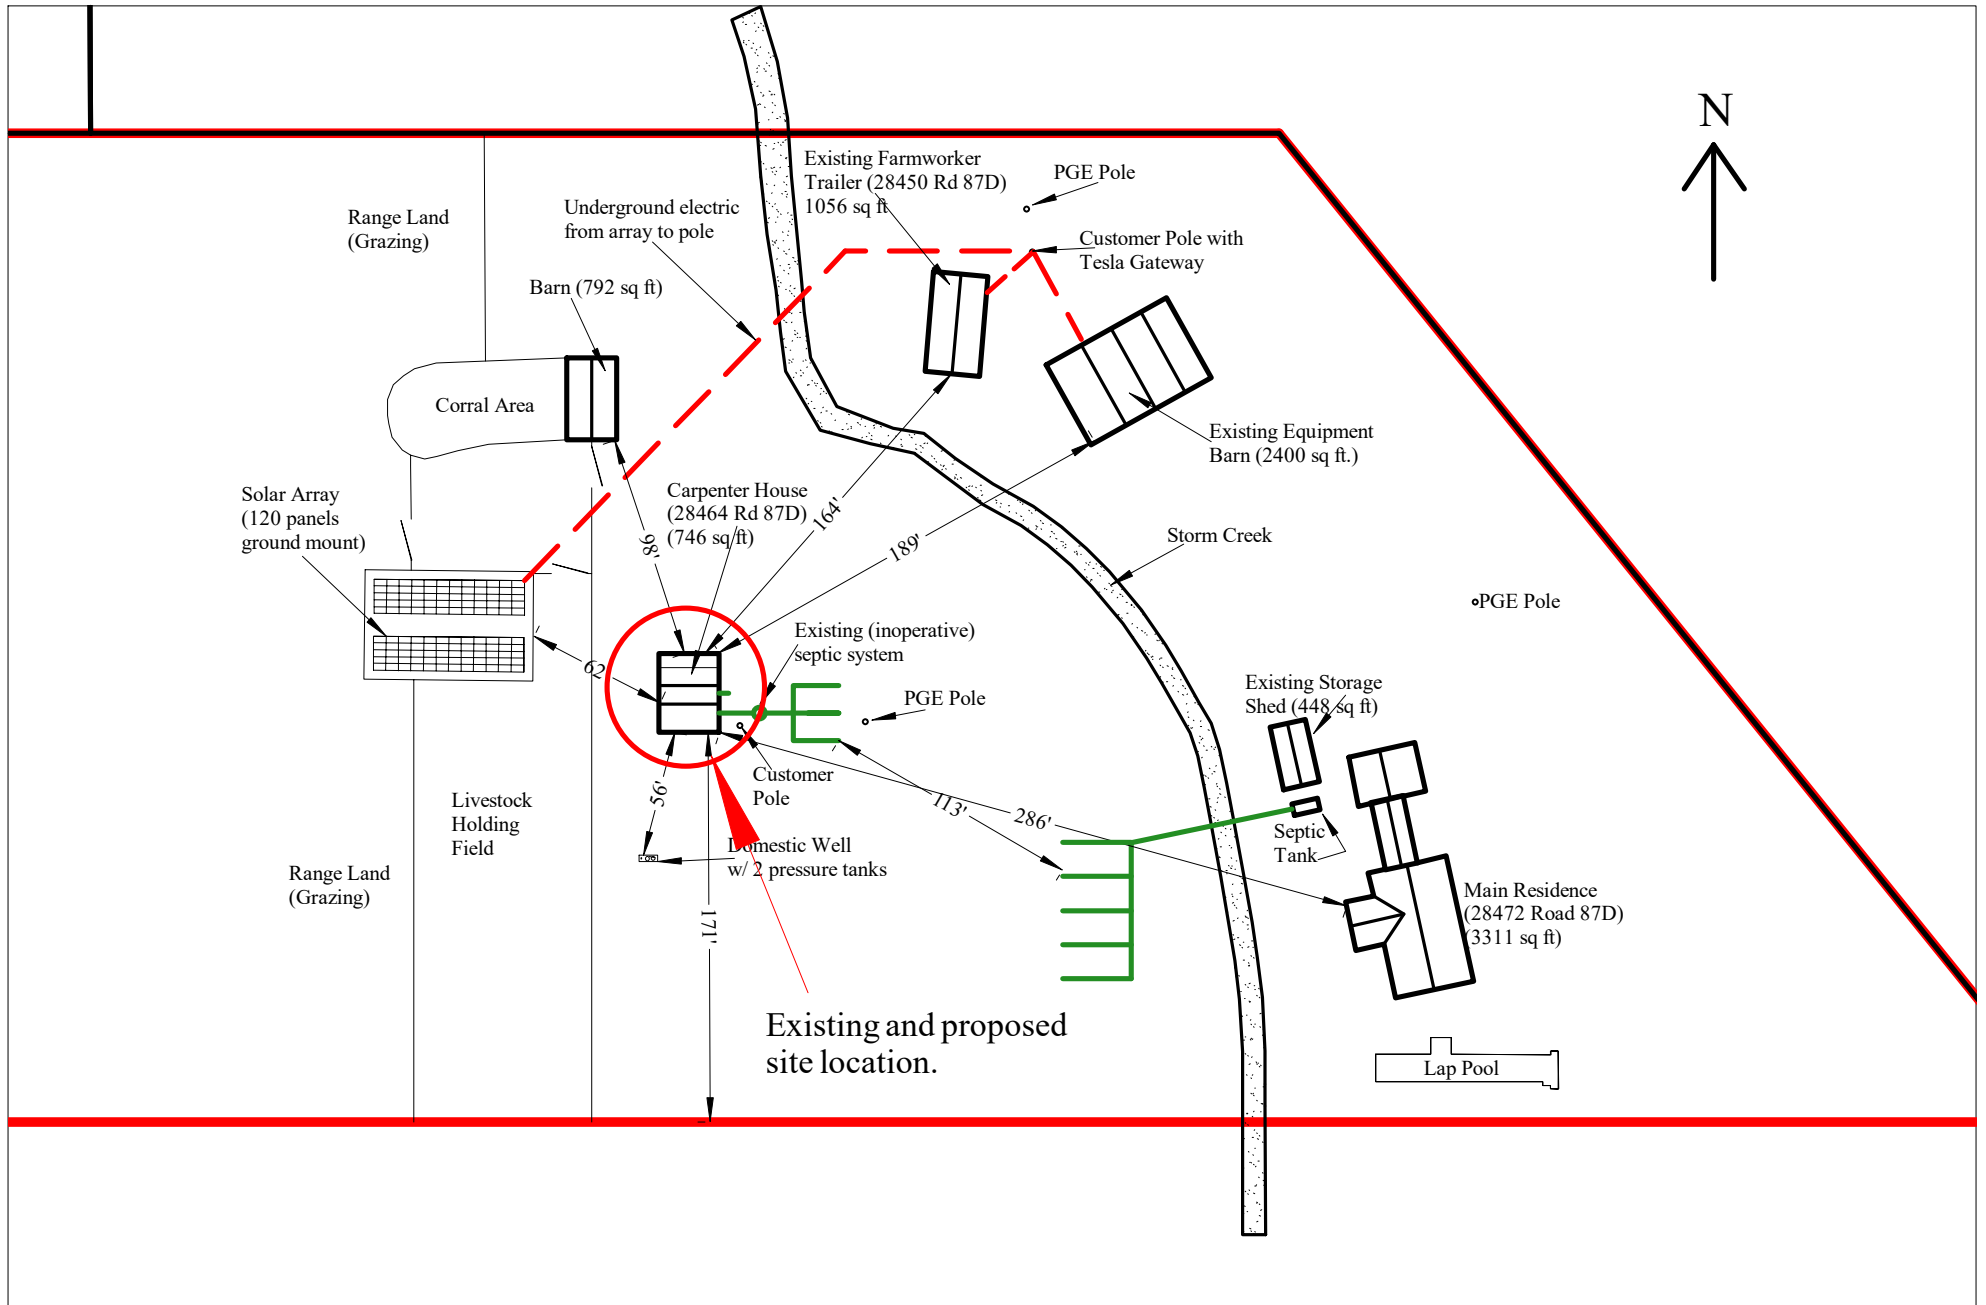 N
Existing Farmworker
Trailer (28450 Rd 87D)
1056 sq ft
PGE Pole
Range Land
(Grazing)
Underground electric
from array to pole
Customer Pole with
Tesla Gateway
Barn (792 sq ft)
Corral Area
Existing Equipment
Barn (2400 sq ft.)
Solar Array
(120 panels
ground mount)
Carpenter House
(28464 Rd 87D)
(746 sq ft)
98'
164'
189'
Storm Creek
PGE Pole
62
Existing (inoperative)
septic system
PGE Pole
Existing Storage
Shed (448 sq ft)
Customer
Pole
56'
113'
286'
Livestock
Holding
Field
Septic
Tank
Domestic Well
w/ 2 pressure tanks
Range Land
(Grazing)
171'
Main Residence
(28472 Road 87D)
(3311 sq ft)
Existing and proposed
site location.
Lap Pool